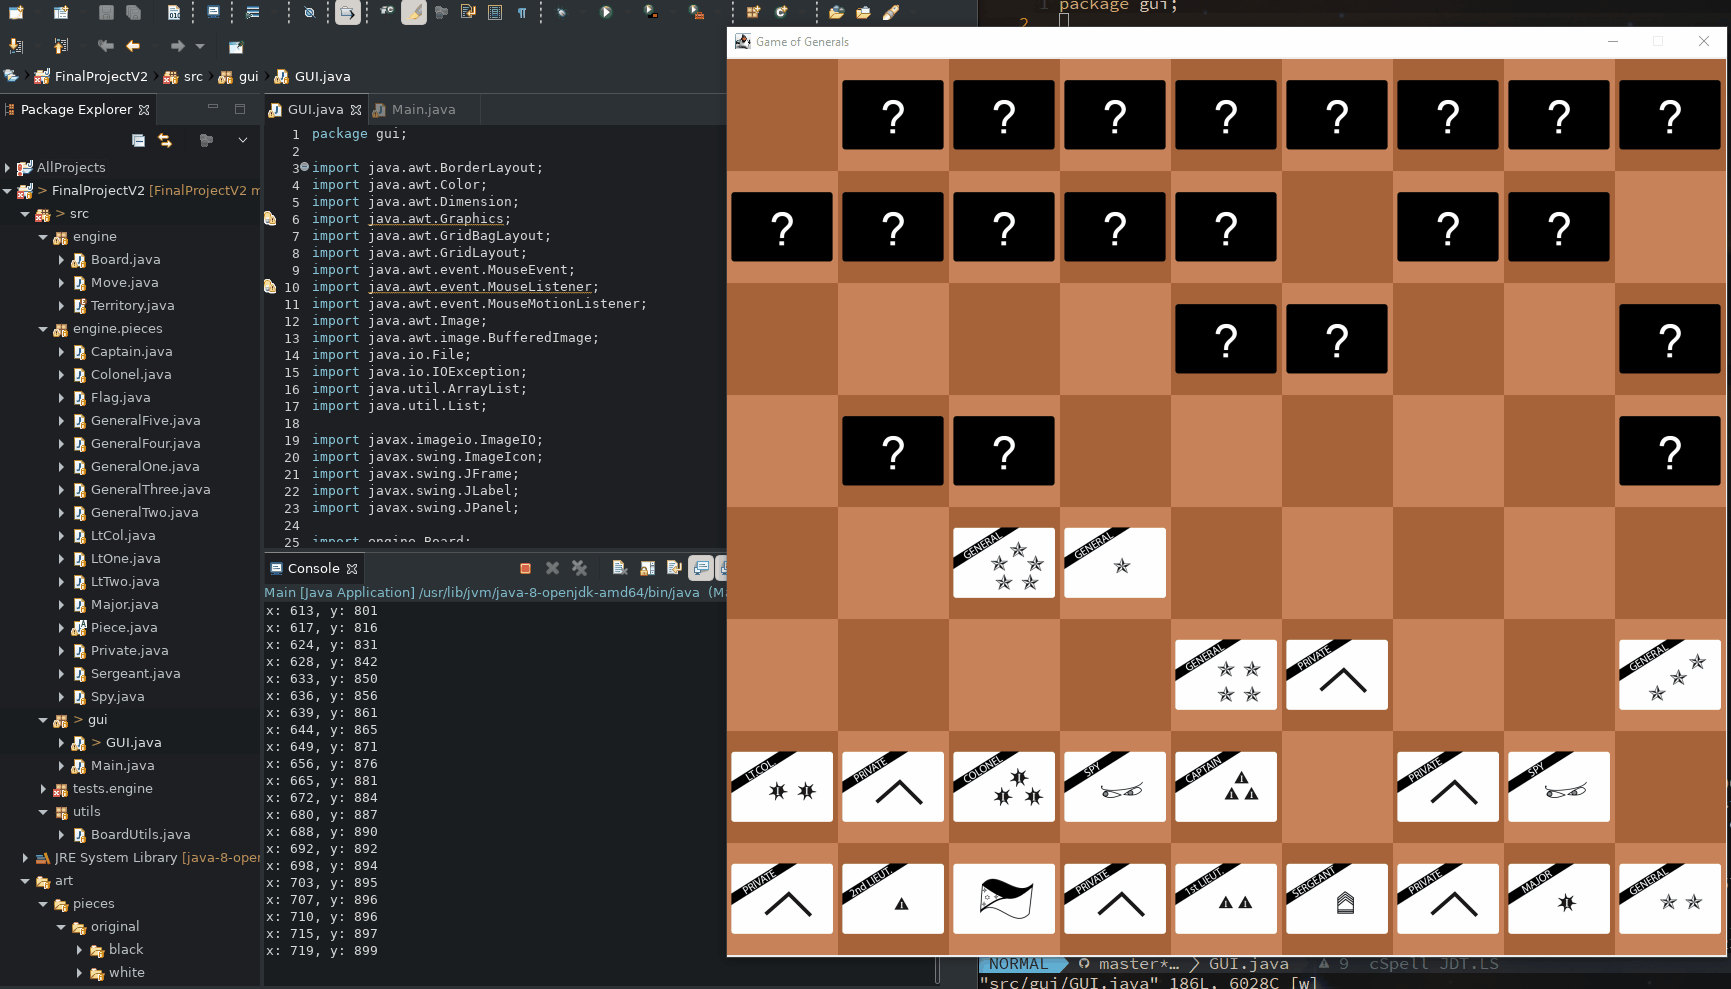 package gui;
2
Game of Generals
FinalProjectV2 src gui GUI.java
Package Explorer
GUI.java
Main.java
AllProjects
> FinalProjectV2 [FinalProjectV2 m
> src
engine
Board.java
Move.java
Territory.java
engine.pieces
Captain.java
Colonel.java
Flag.java
GeneralFive.java
GeneralFour.java
GeneralOne.java
GeneralThree.java
GeneralTwo.java
LtCol.java
LtOne.java
LtTwo.java
Major.java
Piece.java
Private.java
Sergeant.java
Spy.java
> gui
> GUI.java
Main.java
tests.engine
utils
BoardUtils.java
JRE System Library [java-8-oper
art
pieces
original
black
white
1 package gui;
2
3 import java.awt.BorderLayout;
4 import java.awt.Color;
5 import java.awt.Dimension;
6 import java.awt.Graphics;
7 import java.awt.GridBagLayout;
8 import java.awt.GridLayout;
9 import java.awt.event.MouseEvent;
10 import java.awt.event.MouseListener;
11 import java.awt.event.MouseMotionListener;
12 import java.awt.Image;
13 import java.awt.image.BufferedImage;
14 import java.io.File;
15 import java.io.IOException;
16 import java.util.ArrayList;
17 import java.util.List;
18
19 import javax.imageio.ImageIO;
20 import javax.swing.ImageIcon;
21 import javax.swing.JFrame;
22 import javax.swing.JLabel;
23 import javax.swing.JPanel;
24
25 import engine.Board;
Console
Main [Java Application] /usr/lib/jvm/java-8-openjdk-amd64/bin/java (M
x: 613, y: 801
x: 617, y: 816
x: 624, y: 831
x: 628, y: 842
x: 633, y: 850
x: 636, y: 856
x: 639, y: 861
x: 644, y: 865
x: 649, y: 871
x: 656, y: 876
x: 665, y: 881
x: 672, y: 884
x: 680, y: 887
x: 688, y: 890
x: 692, y: 892
x: 698, y: 894
x: 703, y: 895
x: 707, y: 896
x: 710, y: 896
x: 715, y: 897
x: 719, y: 899
? ? ? ? ? ? ? ?
? ? ? ? ? ? ?
? ? ?
? ? ?
GENERAL GENERAL
GENERAL PRIVATE GENERAL
LT.COL. PRIVATE COLONEL SPY CAPTAIN PRIVATE SPY
PRIVATE 2nd LIEUT. PRIVATE 1st LIEUT. SERGEANT PRIVATE MAJOR GENERAL
NORMAL master*… GUI.java 9 cSpell JDT.LS
"src/gui/GUI.java" 186L, 6028C [w]